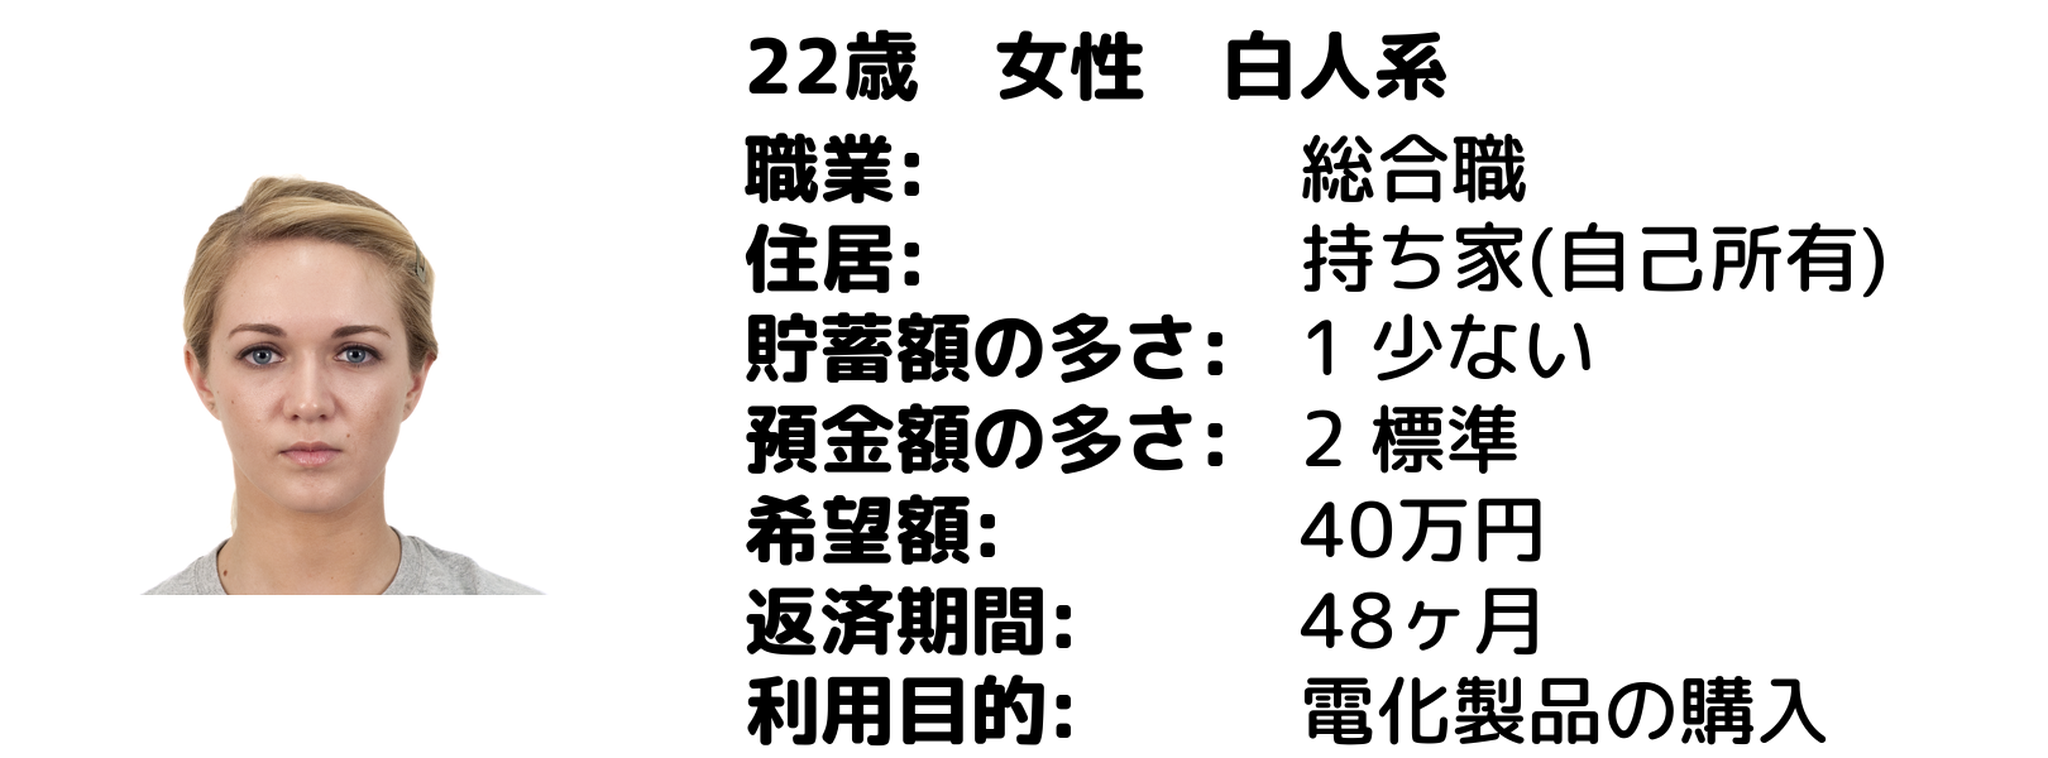 22歳　女性　白人系
職業: 総合職
住居: 持ち家(自己所有)
貯蓄額の多さ: 1 少ない
預金額の多さ: 2 標準
希望額: 40万円
返済期間: 48ヶ月
利用目的: 電化製品の購入